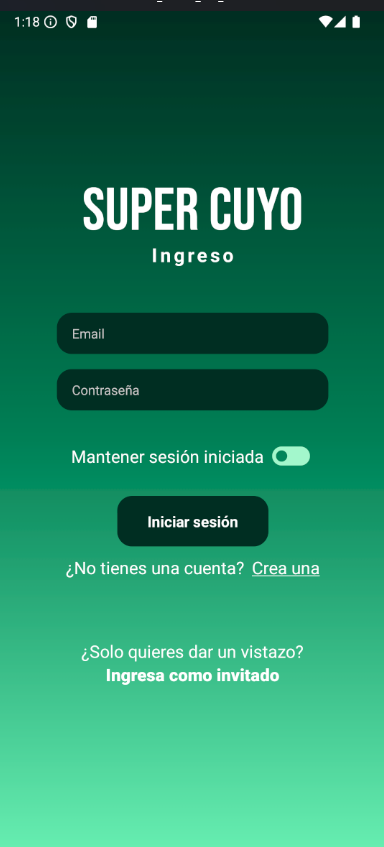 1:18
SUPER CUYO
Ingreso
Email
Contraseña
Mantener sesión iniciada
Iniciar sesión
¿No tienes una cuenta? Crea una
¿Solo quieres dar un vistazo?
Ingresa como invitado